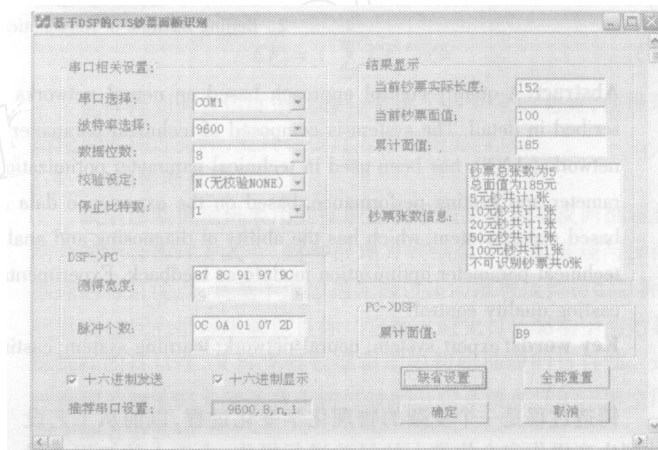 基于DSP的CIS钞票面额识别
串口相关设置:
串口选择: COM1
波特率选择: 9600
数据位数: 8
校验设定: N(无校验NONE)
停止比特数: 1
DSP->PC
测得宽度: 87 8C 91 97 9C
脉冲个数: 0C 0A 01 07 2D
十六进制发送 十六进制显示
推荐串口设置: 9600,8,n,1
结果显示
当前钞票实际长度: 152
当前钞票面值: 100
累计面值: 185
钞票张数信息:
钞票总张数为5
总面值为185元
5元钞共计1张
10元钞共计1张
20元钞共计1张
50元钞共计1张
100元钞共计1张
不可识别钞票共0张
PC->DSP
累计面值: B9
缺省设置 全部重置
确定 取消